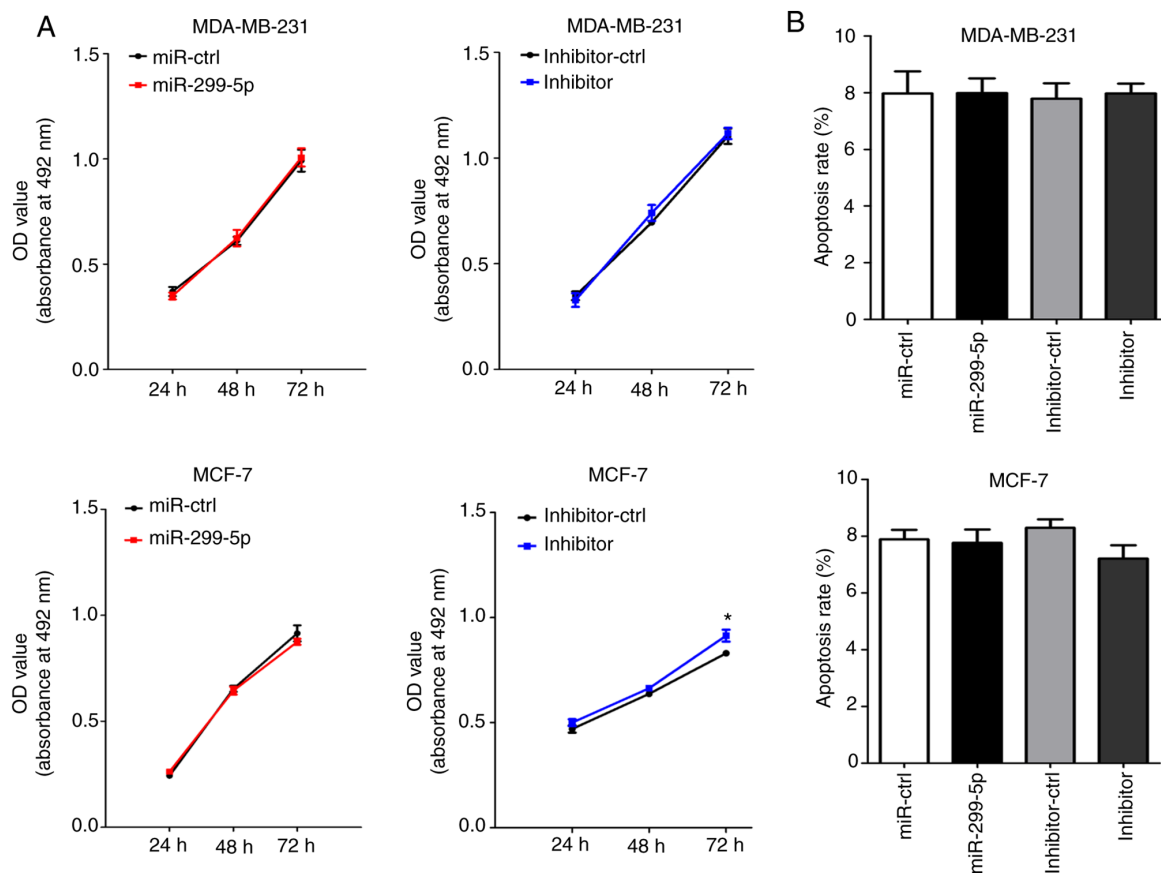 A
MDA-MB-231
miR-ctrl
miR-299-5p
1.5
1.0
0.5
0.0
OD value
(absorbance at 492 nm)
24 h 48 h 72 h
MDA-MB-231
Inhibitor-ctrl
Inhibitor
1.5
1.0
0.5
0.0
OD value
(absorbance at 492 nm)
24 h 48 h 72 h
B
MDA-MB-231
10
8
6
4
2
0
Apoptosis rate (%)
miR-ctrl
miR-299-5p
Inhibitor-ctrl
Inhibitor
MCF-7
miR-ctrl
miR-299-5p
1.5
1.0
0.5
0.0
OD value
(absorbance at 492 nm)
24 h 48 h 72 h
MCF-7
Inhibitor-ctrl
Inhibitor
1.5
1.0
0.5
0.0
OD value
(absorbance at 492 nm)
*
24 h 48 h 72 h
MCF-7
10
8
6
4
2
0
Apoptosis rate (%)
miR-ctrl
miR-299-5p
Inhibitor-ctrl
Inhibitor